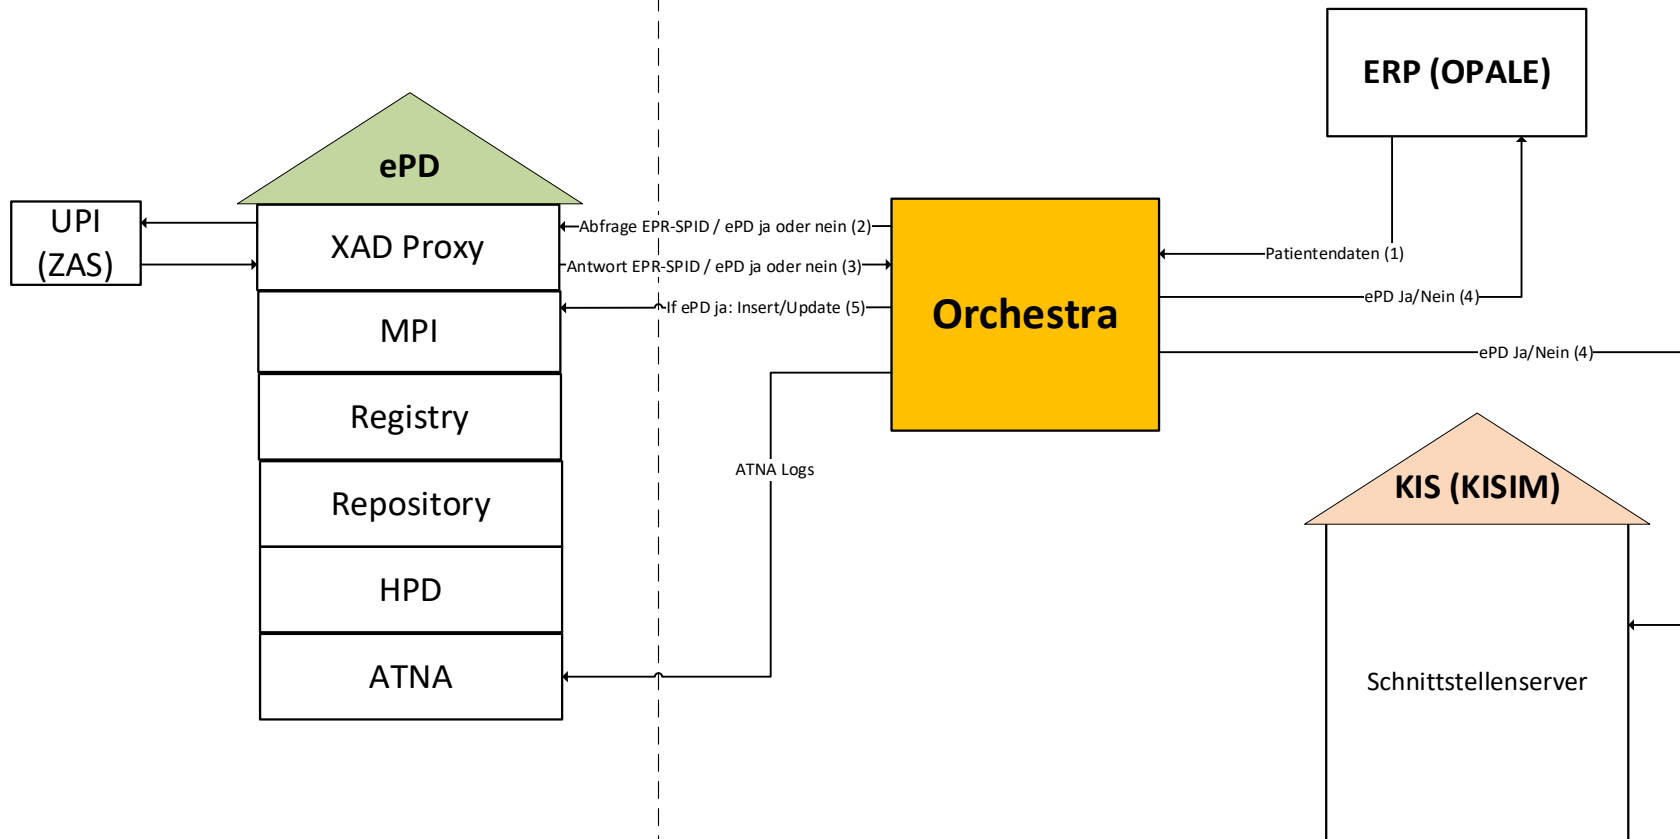 ERP (OPALE)
ePD
UPI
(ZAS)
XAD Proxy
Abfrage EPR-SPID / ePD ja oder nein (2)
Antwort EPR-SPID / ePD ja oder nein (3)
Patientendaten (1)
ePD Ja/Nein (4)
MPI
If ePD ja: Insert/Update (5)
Orchestra
ePD Ja/Nein (4)
Registry
ATNA Logs
KIS (KISIM)
Repository
HPD
ATNA
Schnittstellenserver